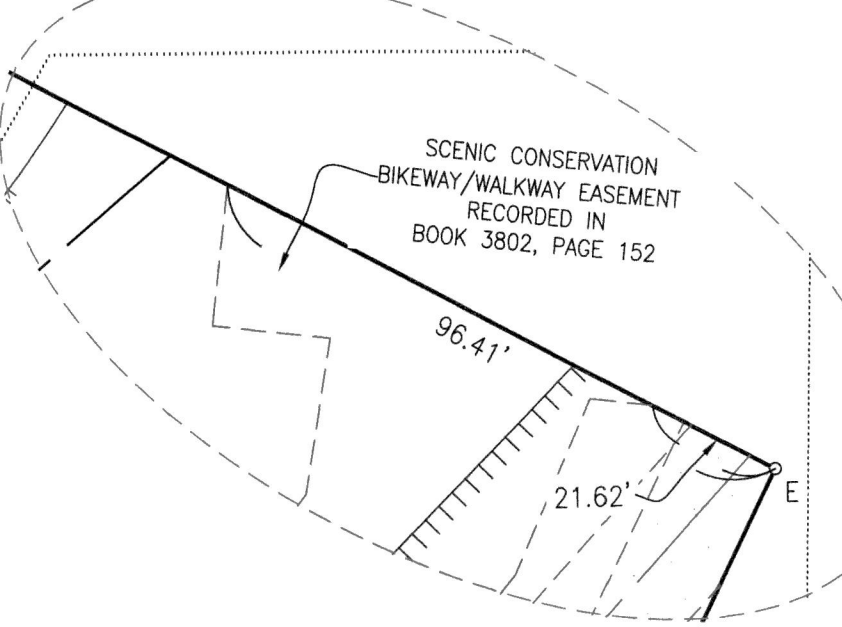 SCENIC CONSERVATION
BIKEWAY/WALKWAY EASEMENT
RECORDED IN
BOOK 3802, PAGE 152
96.41'
21.62'
E